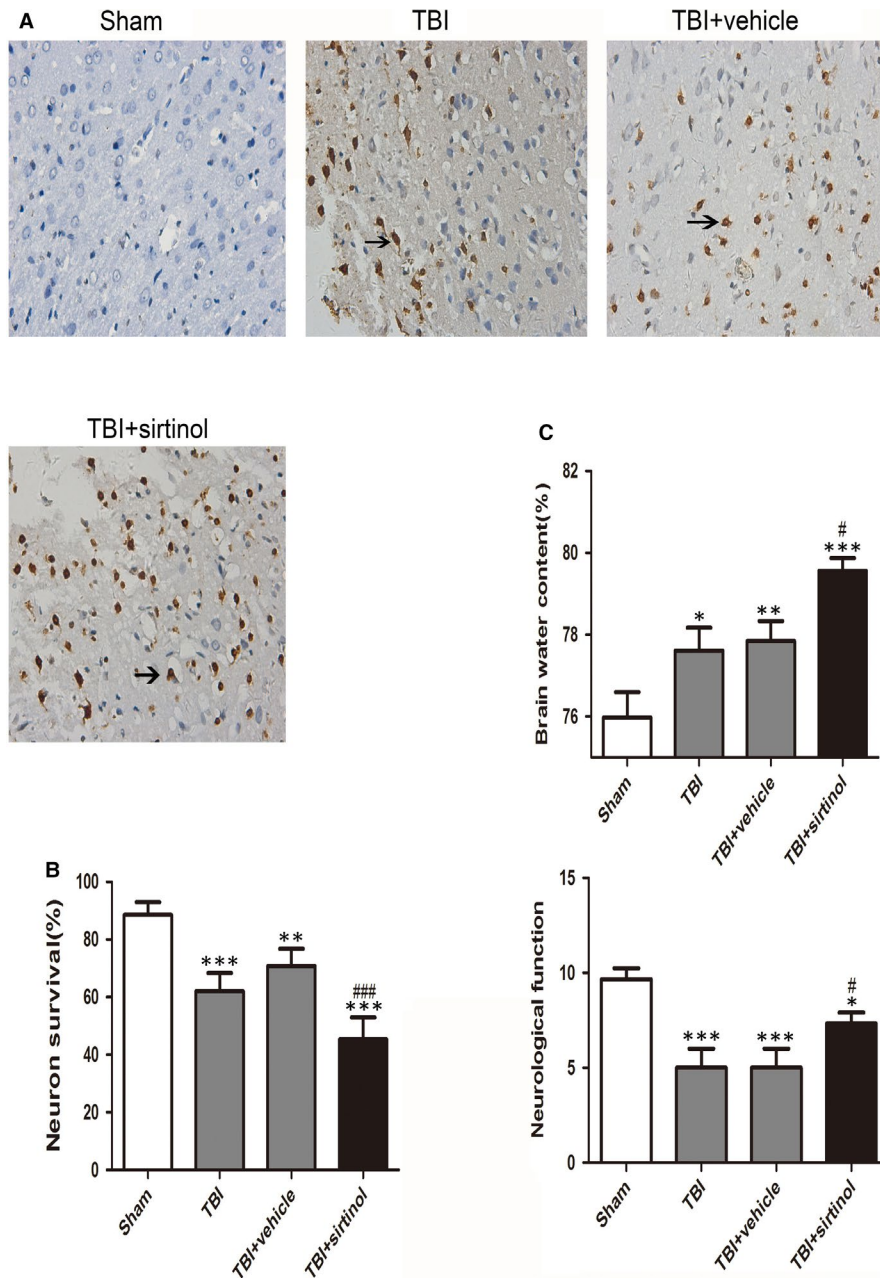 A
Sham
TBI
TBI+vehicle
TBI+sirtinol
C
Brain water content(%)
82
80
78
76
*
**
#
***
Sham
TBI
TBI+vehicle
TBI+sirtinol
B
Neuron survival(%)
100
80
60
40
20
0
***
**
###
***
Sham
TBI
TBI+vehicle
TBI+sirtinol
Neurological function
15
10
5
0
***
***
#
*
Sham
TBI
TBI+vehicle
TBI+sirtinol